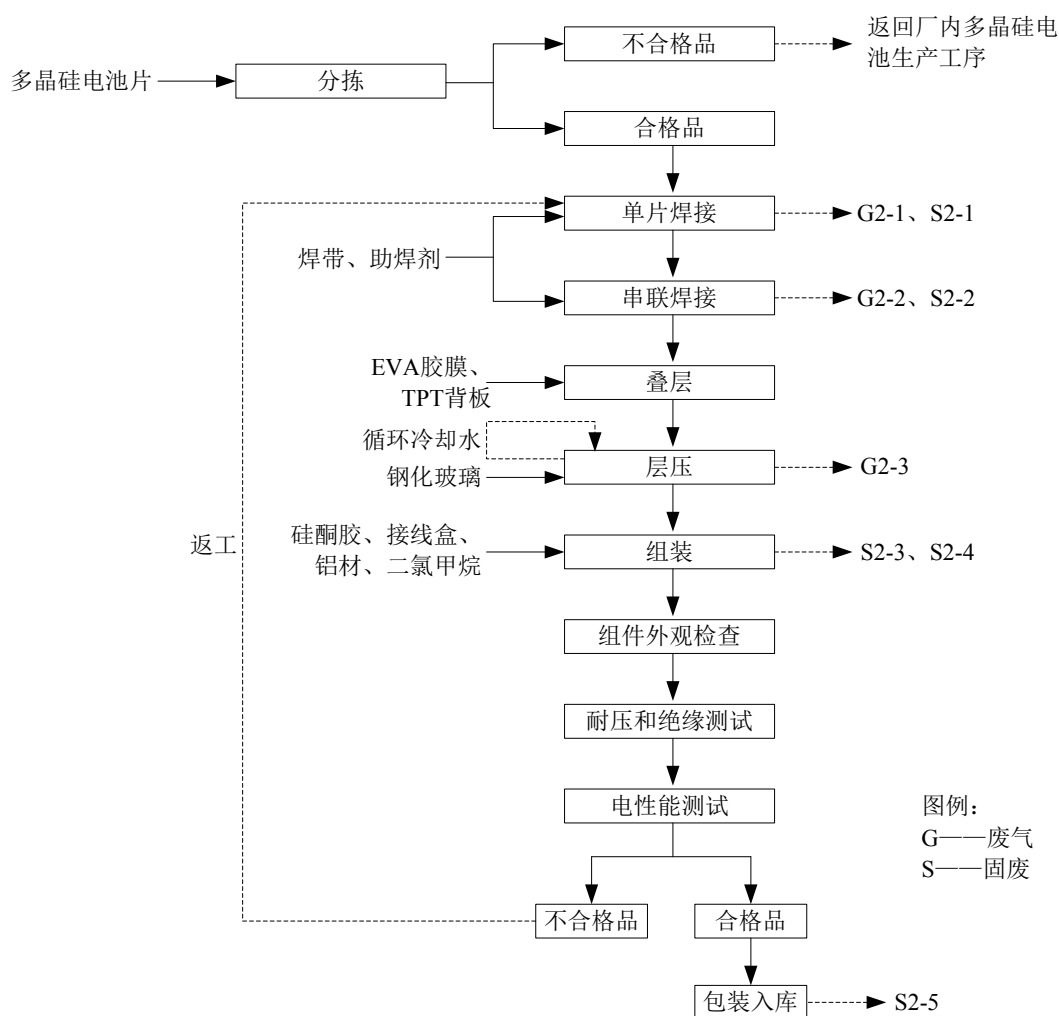 不合格品
返回厂内多晶硅电
池生产工序
多晶硅电池片
分拣
合格品
单片焊接
G2-1、S2-1
焊带、助焊剂
串联焊接
G2-2、S2-2
EVA胶膜、
TPT背板
叠层
循环冷却水
钢化玻璃
层压
G2-3
返工
硅酮胶、接线盒、
铝材、二氯甲烷
组装
S2-3、S2-4
组件外观检查
耐压和绝缘测试
电性能测试
图例：
G——废气
S——固废
不合格品
合格品
包装入库
S2-5